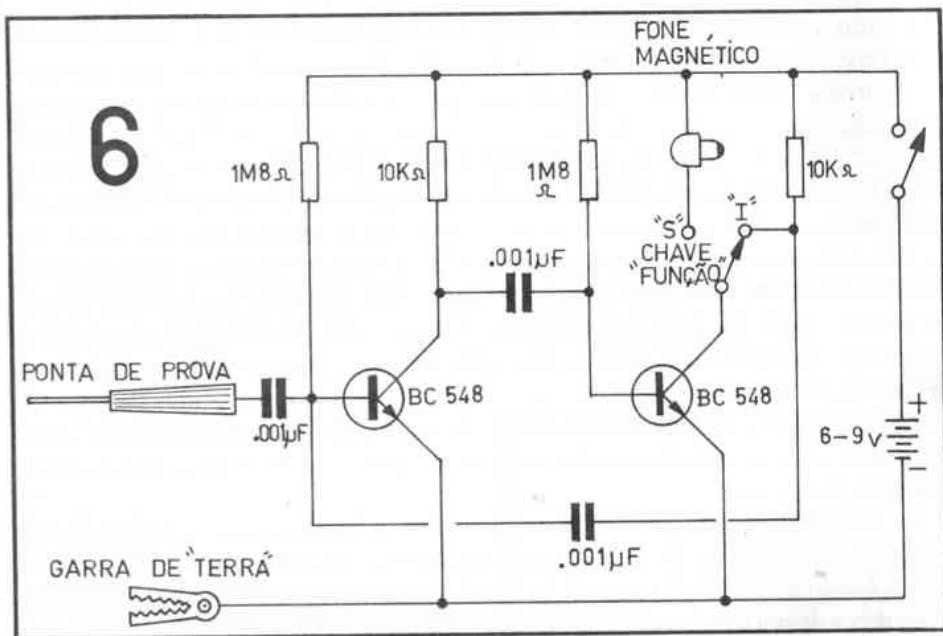 6
FONE
MAGNÉTICO
1M8Ω
10KΩ
1M8
Ω
10KΩ
"S"
"I"
"CHAVE
FUNÇÃO"
.001µF
PONTA DE PROVA
.001µF
BC 548
BC 548
+
6-9V
-
.001µF
GARRA DE "TERRA"